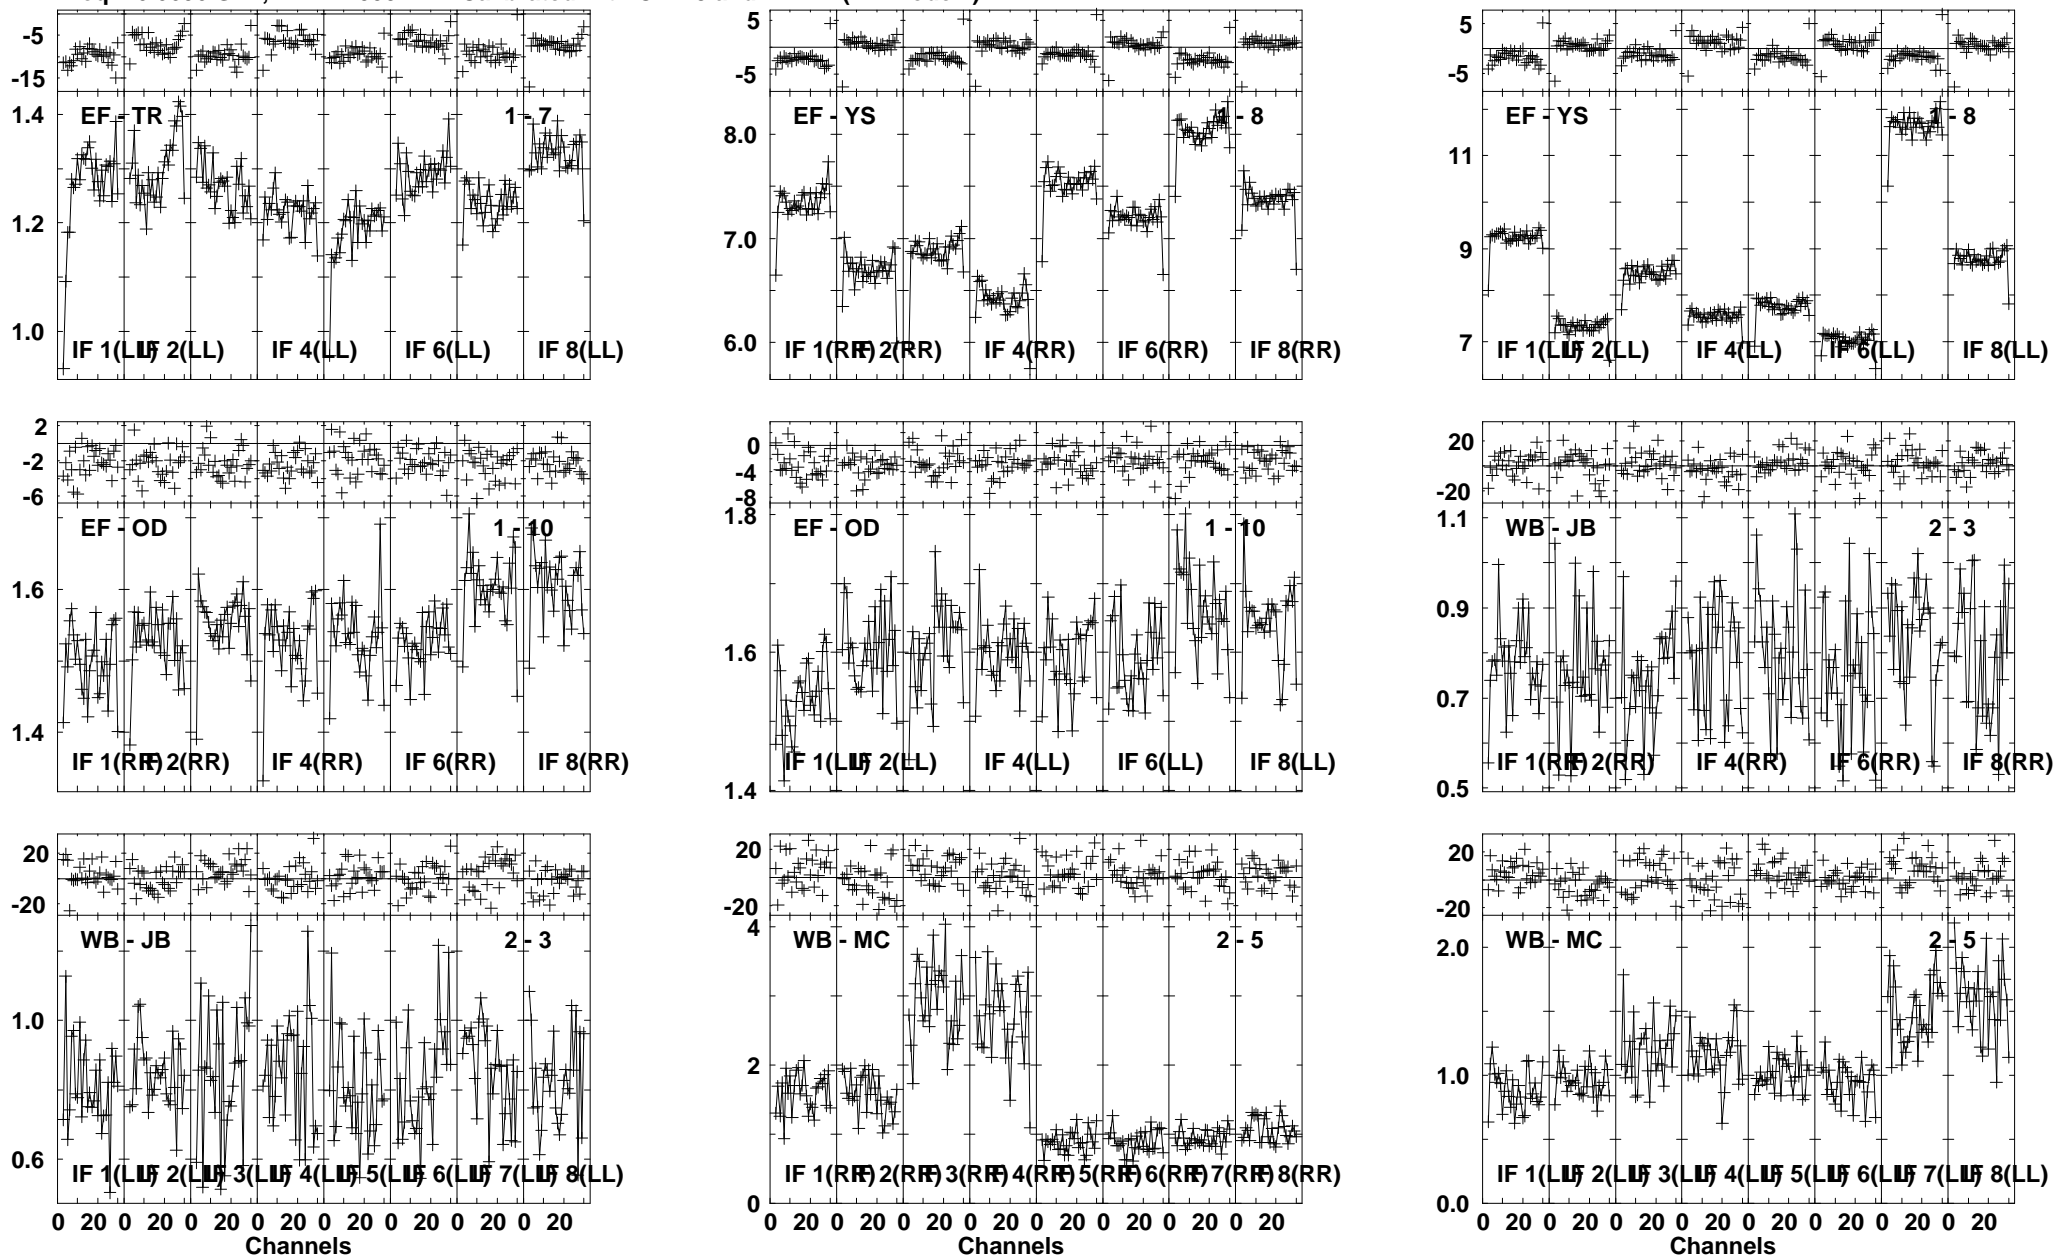 -5
-15
1.4
1.2
1.0
EF - TR
1 - 7
IF 1(LL)
IF 2(LL)
IF 4(LL)
IF 6(LL)
IF 8(LL)
5
-5
8.0
7.0
6.0
EF - YS
1 - 8
IF 1(RR)
IF 2(RR)
IF 4(RR)
IF 6(RR)
IF 8(RR)
5
-5
11
9
7
EF - YS
1 - 8
IF 1(LL)
IF 2(LL)
IF 4(LL)
IF 6(LL)
IF 8(LL)
2
-2
-6
1.6
1.4
EF - OD
1 - 10
IF 1(RR)
IF 2(RR)
IF 4(RR)
IF 6(RR)
IF 8(RR)
0
-4
-8
1.8
1.6
1.4
EF - OD
1 - 10
IF 1(LL)
IF 2(LL)
IF 4(LL)
IF 6(LL)
IF 8(LL)
20
-20
1.1
0.9
0.7
0.5
WB - JB
2 - 3
IF 1(RR)
IF 2(RR)
IF 4(RR)
IF 6(RR)
IF 8(RR)
20
-20
1.0
0.6
WB - JB
2 - 3
IF 1(LL)
IF 2(LL)
IF 3(LL)
IF 4(LL)
IF 5(LL)
IF 6(LL)
IF 7(LL)
IF 8(LL)
0 20 0 20 0 20 0 20 0 20 0 20 0 20 0 20
Channels
20
-20
4
2
0
WB - MC
2 - 5
IF 1(RR)
IF 2(RR)
IF 3(RR)
IF 4(RR)
IF 5(RR)
IF 6(RR)
IF 7(RR)
IF 8(RR)
0 20 0 20 0 20 0 20 0 20 0 20 0 20 0 20
Channels
20
-20
2.0
1.0
0.0
WB - MC
2 - 5
IF 1(LL)
IF 2(LL)
IF 3(LL)
IF 4(LL)
IF 5(LL)
IF 6(LL)
IF 7(LL)
IF 8(LL)
0 20 0 20 0 20 0 20 0 20 0 20 0 20 0 20
Channels